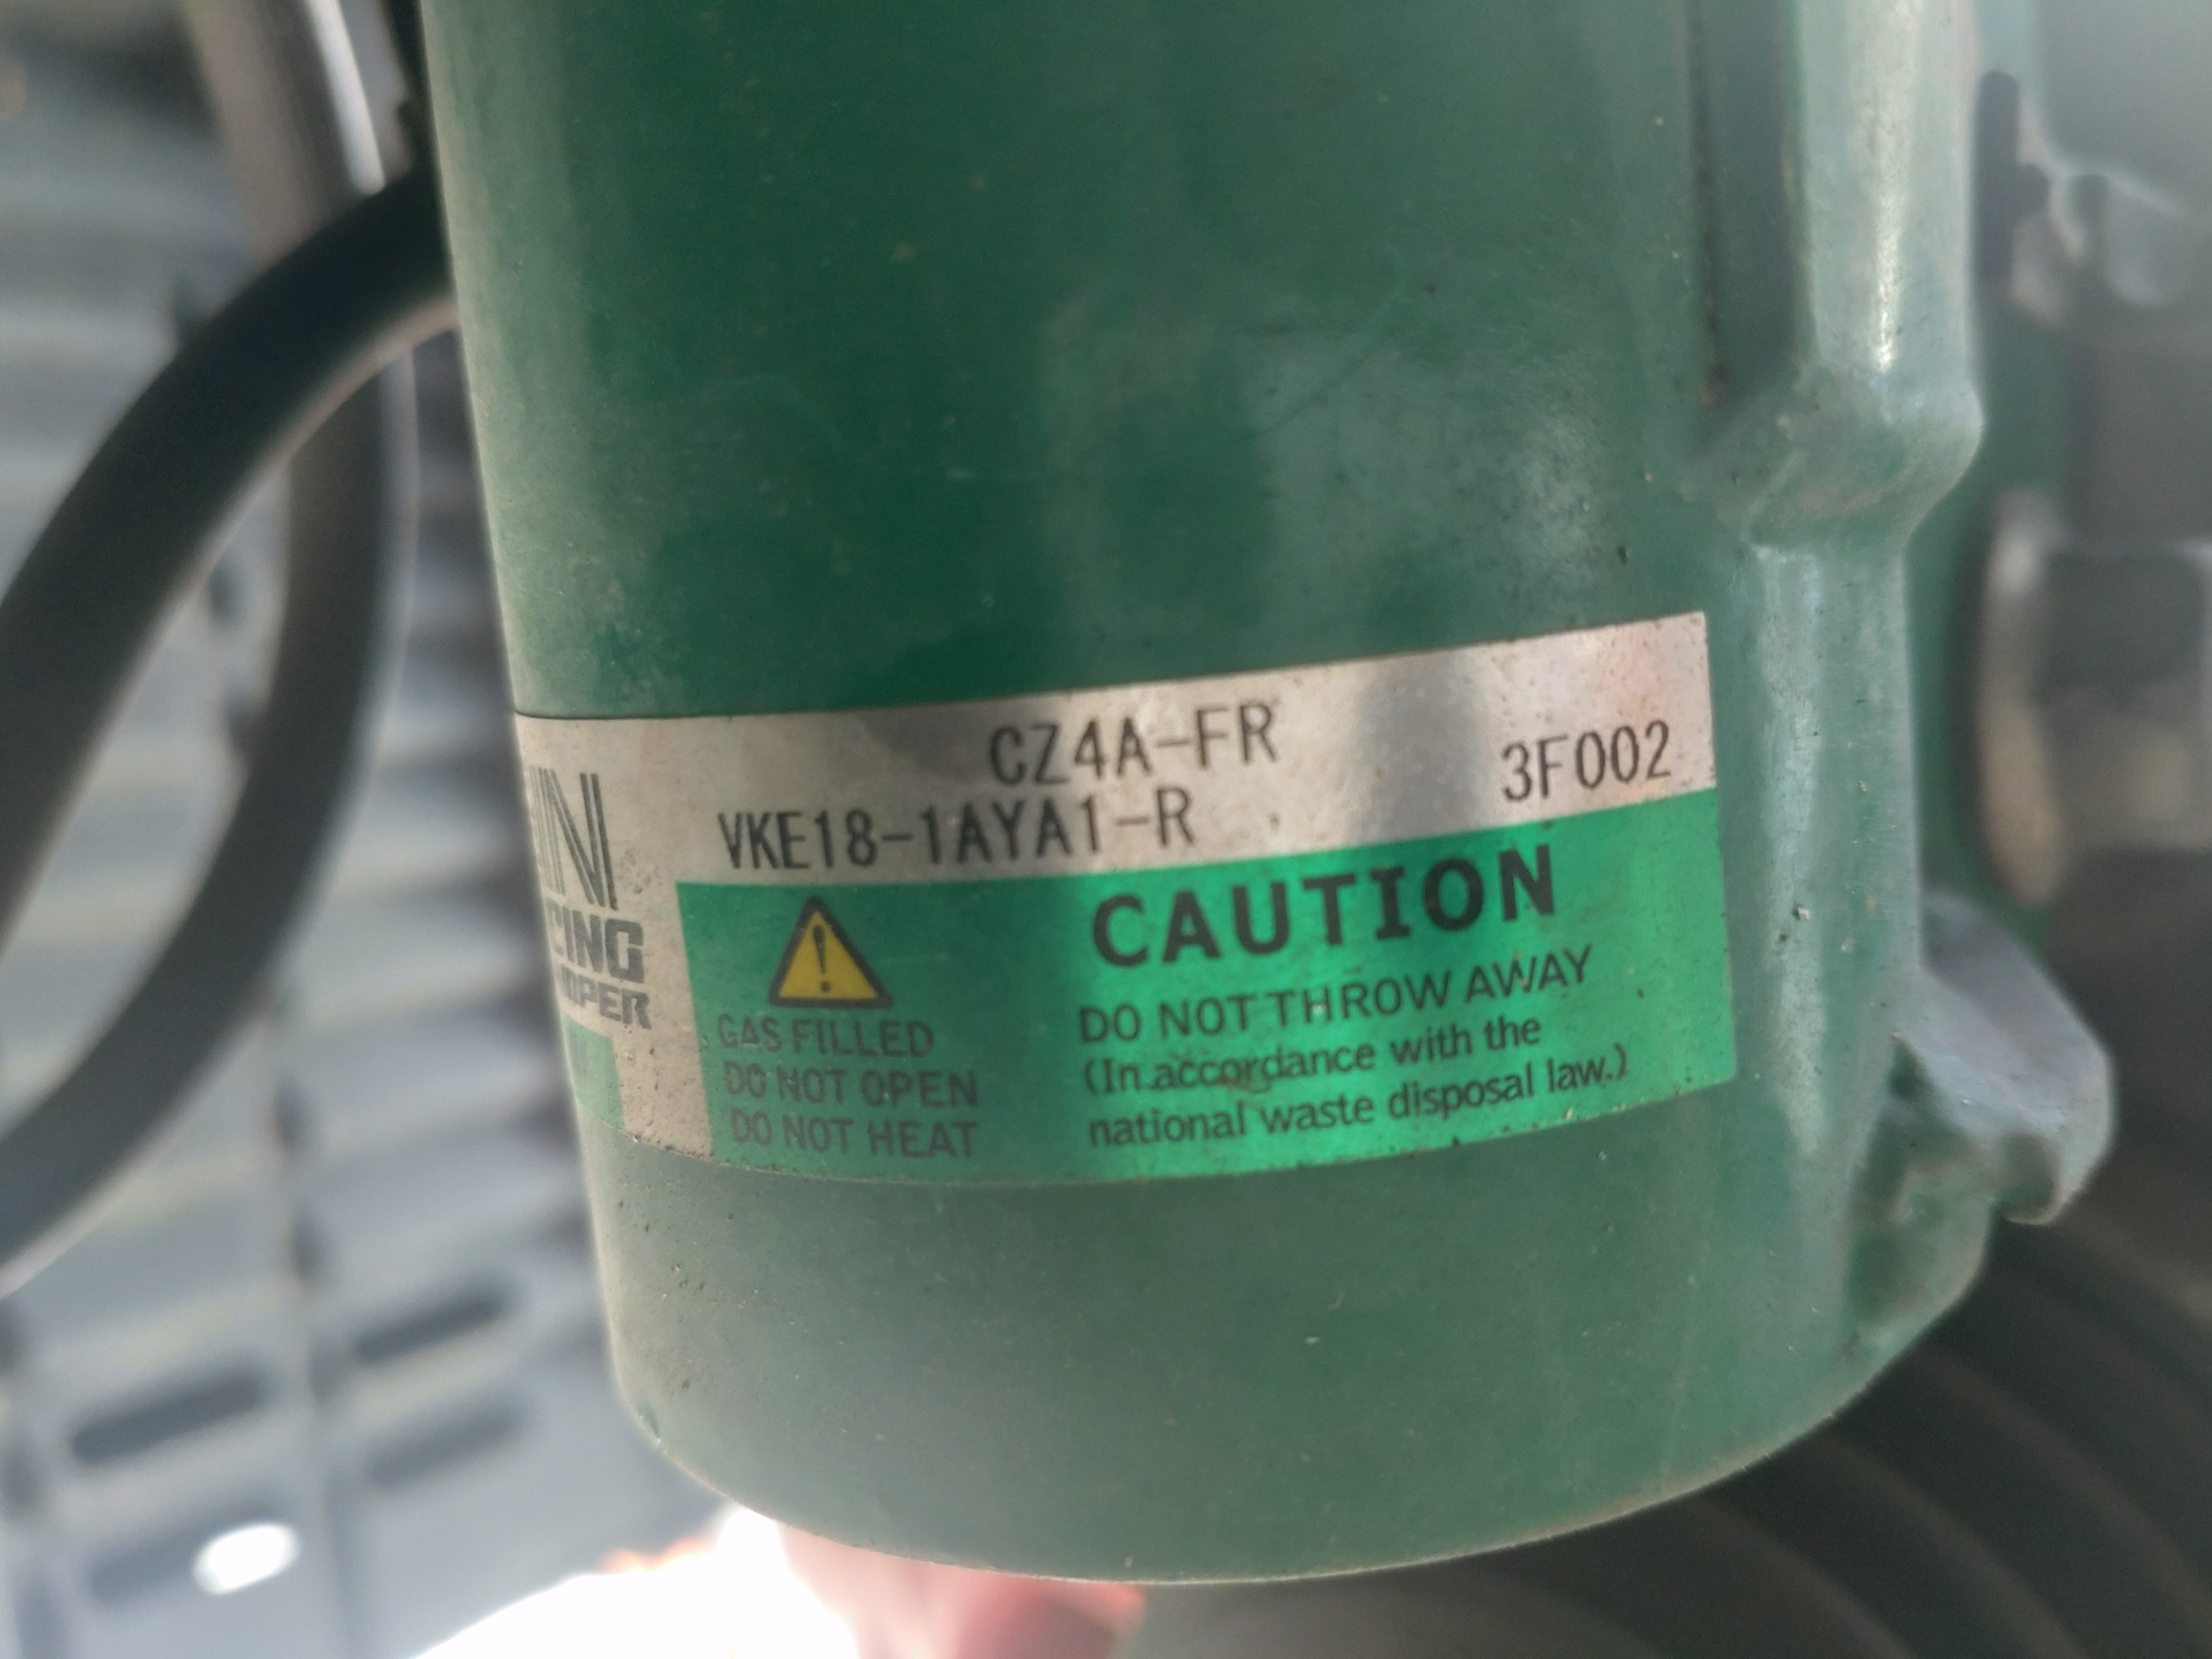 CZ4A-FR
VKE18-1AYA1-R 3F002
CAUTION
GAS FILLED
DO NOT OPEN
DO NOT HEAT
DO NOT THROW AWAY
(In accordance with the
national waste disposal law.)